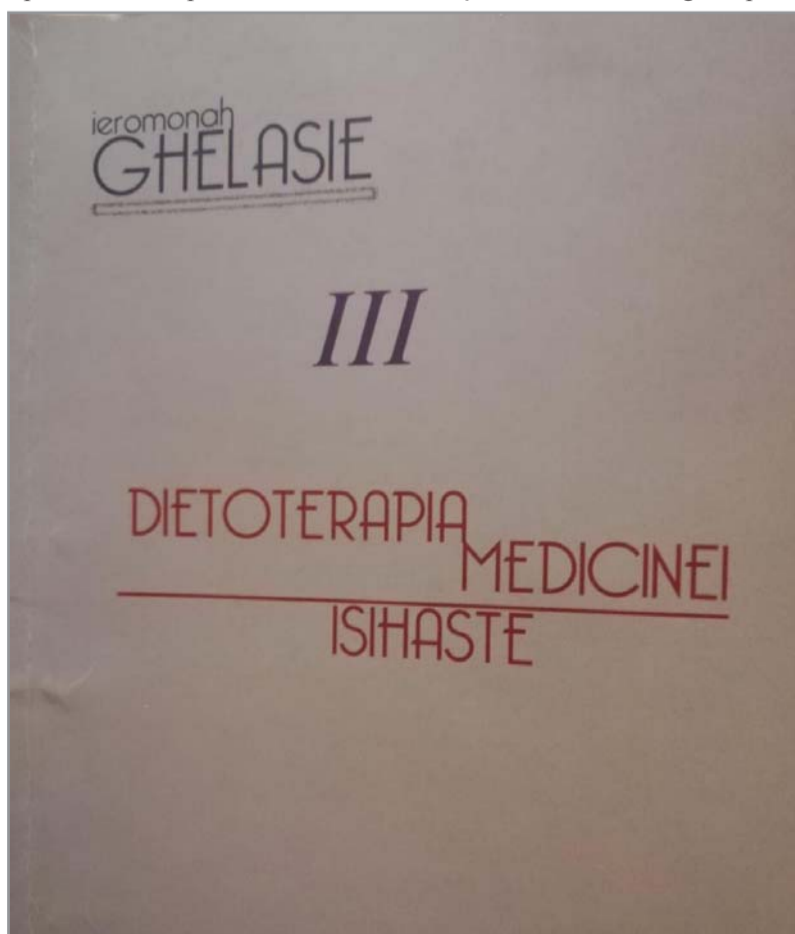 ieromonah
GHELASIE
III
DIETOTERAPIA
MEDICINEI
ISIHASTE